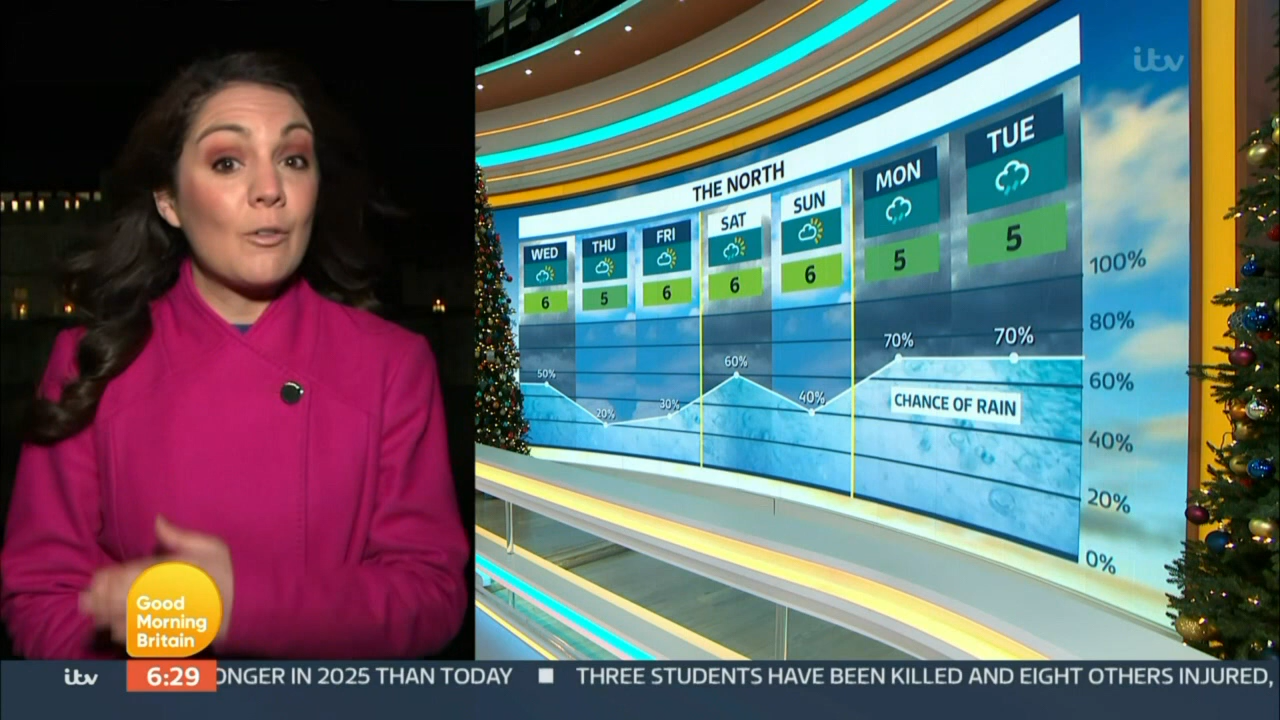 itv
THE NORTH
WED THU FRI SAT SUN MON TUE
6 5 6 6 6 5 5
100%
80%
60%
40%
20%
0%
50% 20% 30% 60% 40% 70% 70%
CHANCE OF RAIN
Good
Morning
Britain
itv 6:29 ONGER IN 2025 THAN TODAY ■ THREE STUDENTS HAVE BEEN KILLED AND EIGHT OTHERS INJURED,